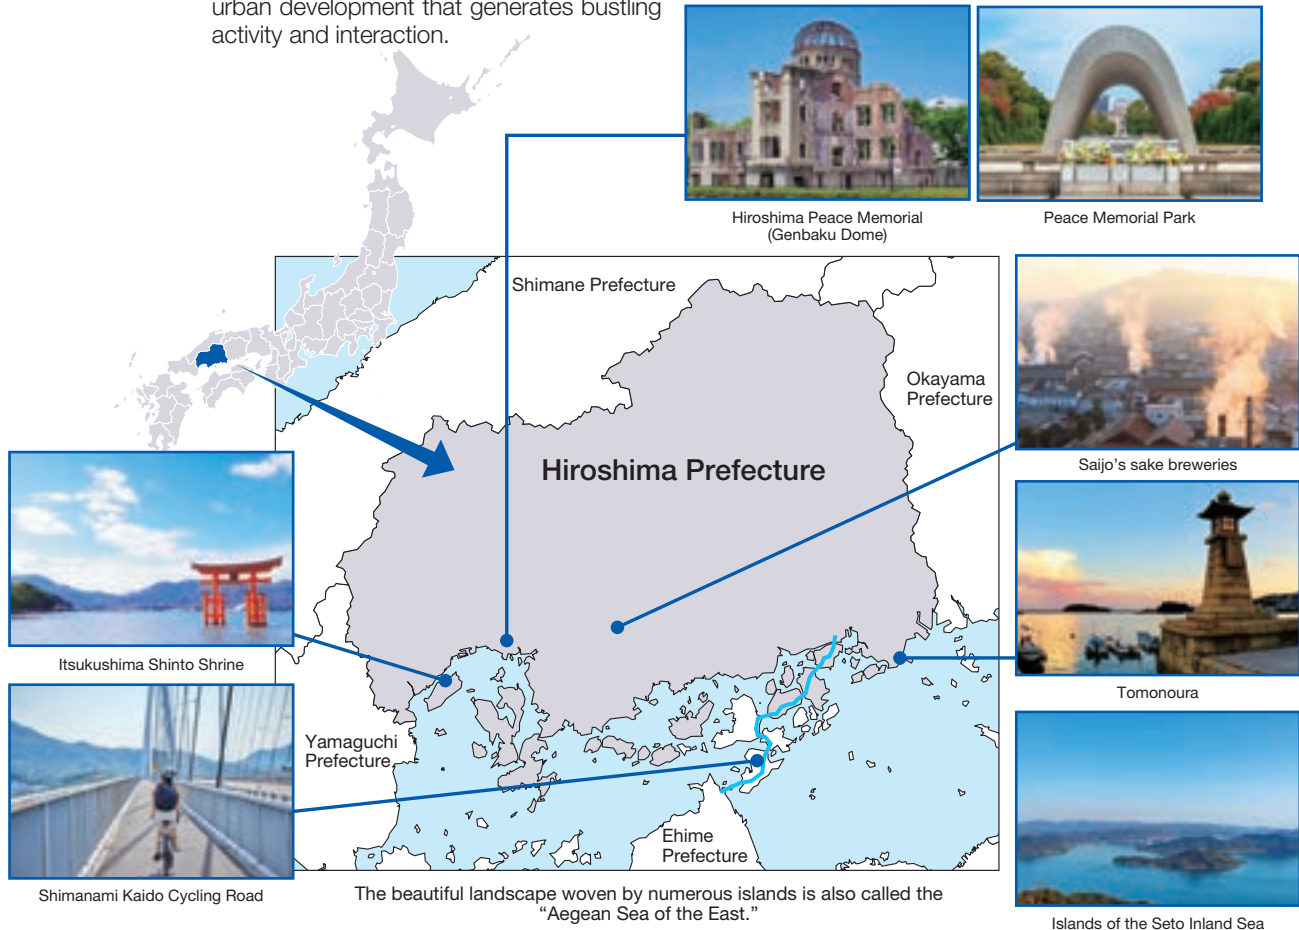 urban development that generates bustling
activity and interaction.
Hiroshima Peace Memorial
(Genbaku Dome)
Peace Memorial Park
Shimane Prefecture
Okayama
Prefecture
Hiroshima Prefecture
Saijo’s sake breweries
Itsukushima Shinto Shrine
Tomonoura
Yamaguchi
Prefecture
Ehime
Prefecture
Shimanami Kaido Cycling Road
The beautiful landscape woven by numerous islands is also called the
“Aegean Sea of the East.”
Islands of the Seto Inland Sea